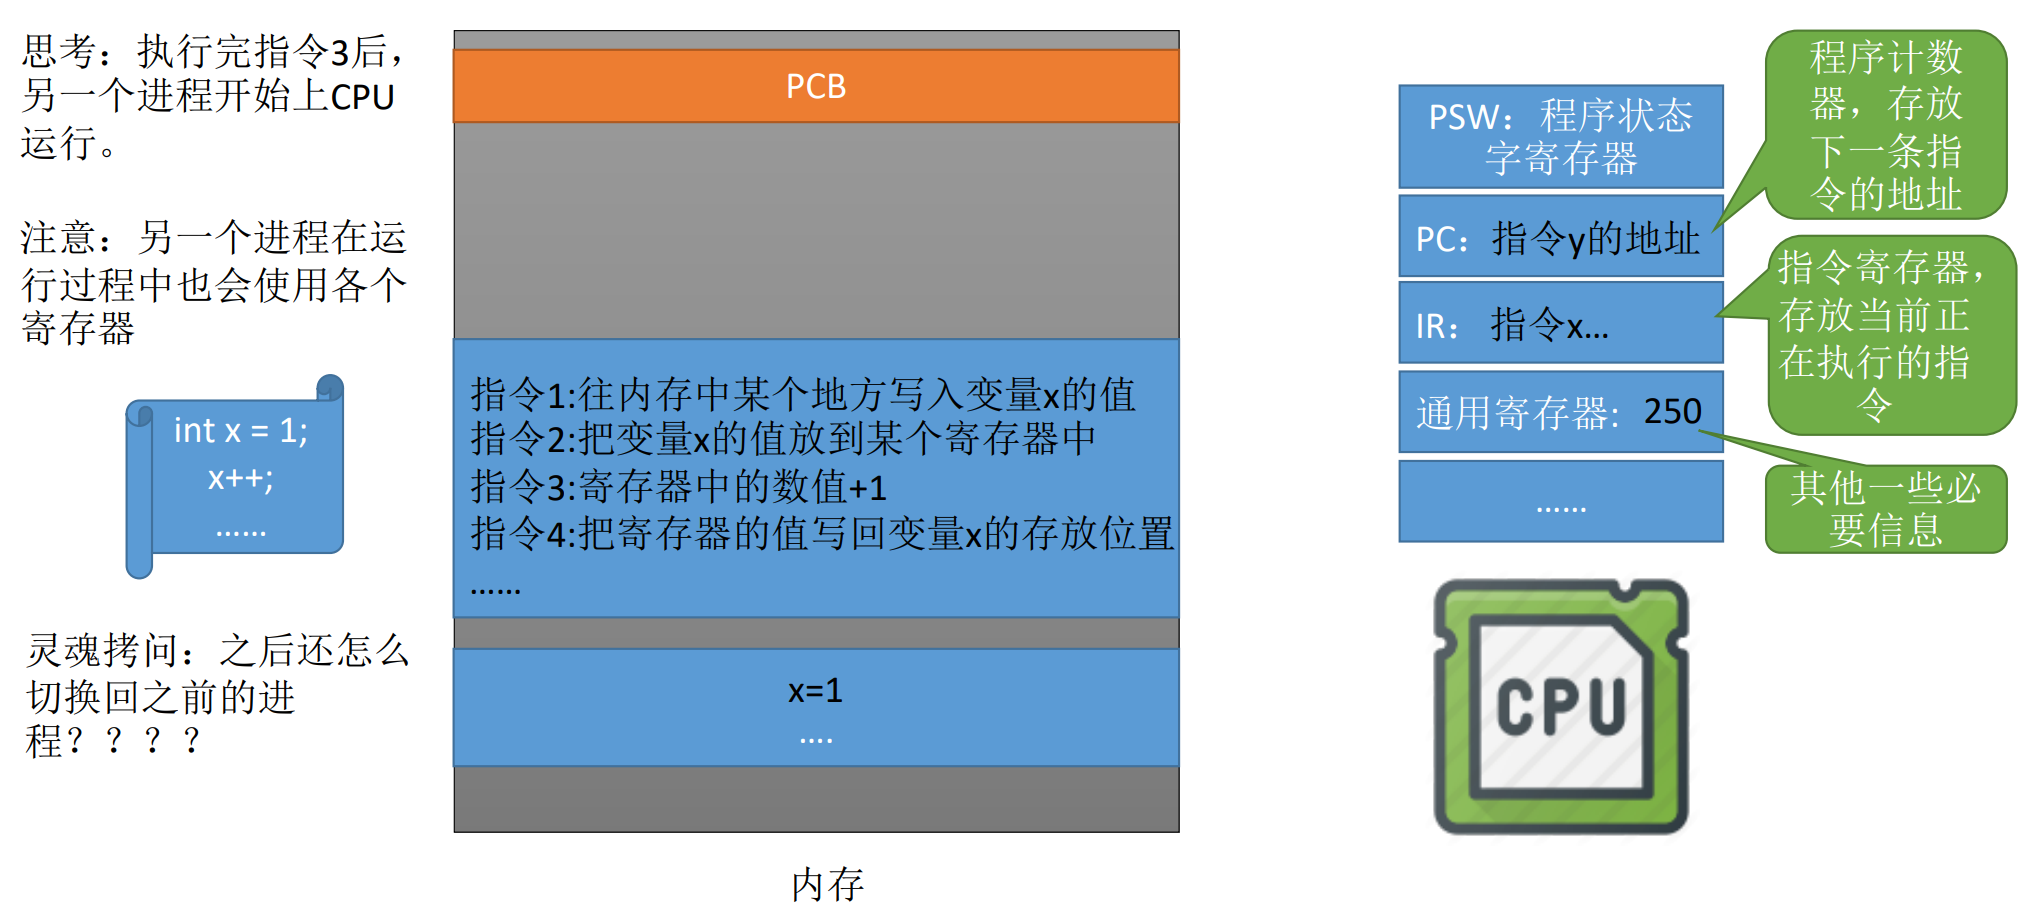 思考：执行完指令3后，
另一个进程开始上CPU
运行。
注意：另一个进程在运
行过程中也会使用各个
寄存器
int x = 1;
x++;
……
灵魂拷问：之后还怎么
切换回之前的进
程？？？？
PCB
指令1:往内存中某个地方写入变量x的值
指令2:把变量x的值放到某个寄存器中
指令3:寄存器中的数值+1
指令4:把寄存器的值写回变量x的存放位置
……
x=1
….
内存
PSW：程序状态
字寄存器
PC：指令y的地址
IR： 指令x…
通用寄存器：250
……
程序计数
器，存放
下一条指
令的地址
指令寄存器，
存放当前正
在执行的指
令
其他一些必
要信息
CPU